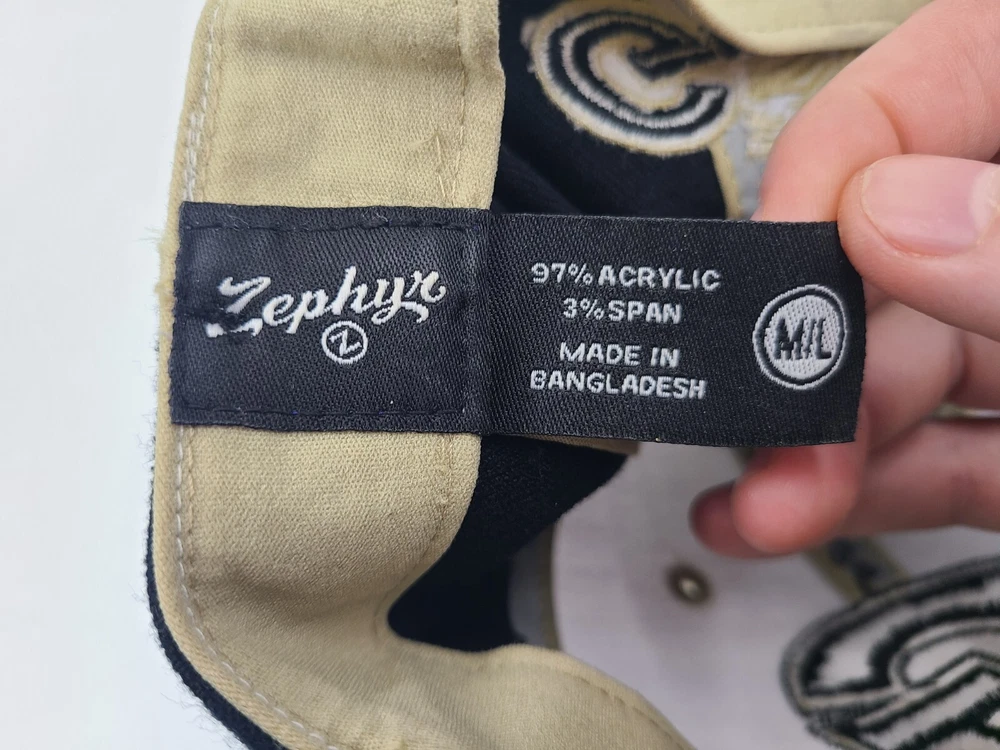 Zephyr
Z
97% ACRYLIC
3% SPAN
MADE IN
BANGLADESH
M/L